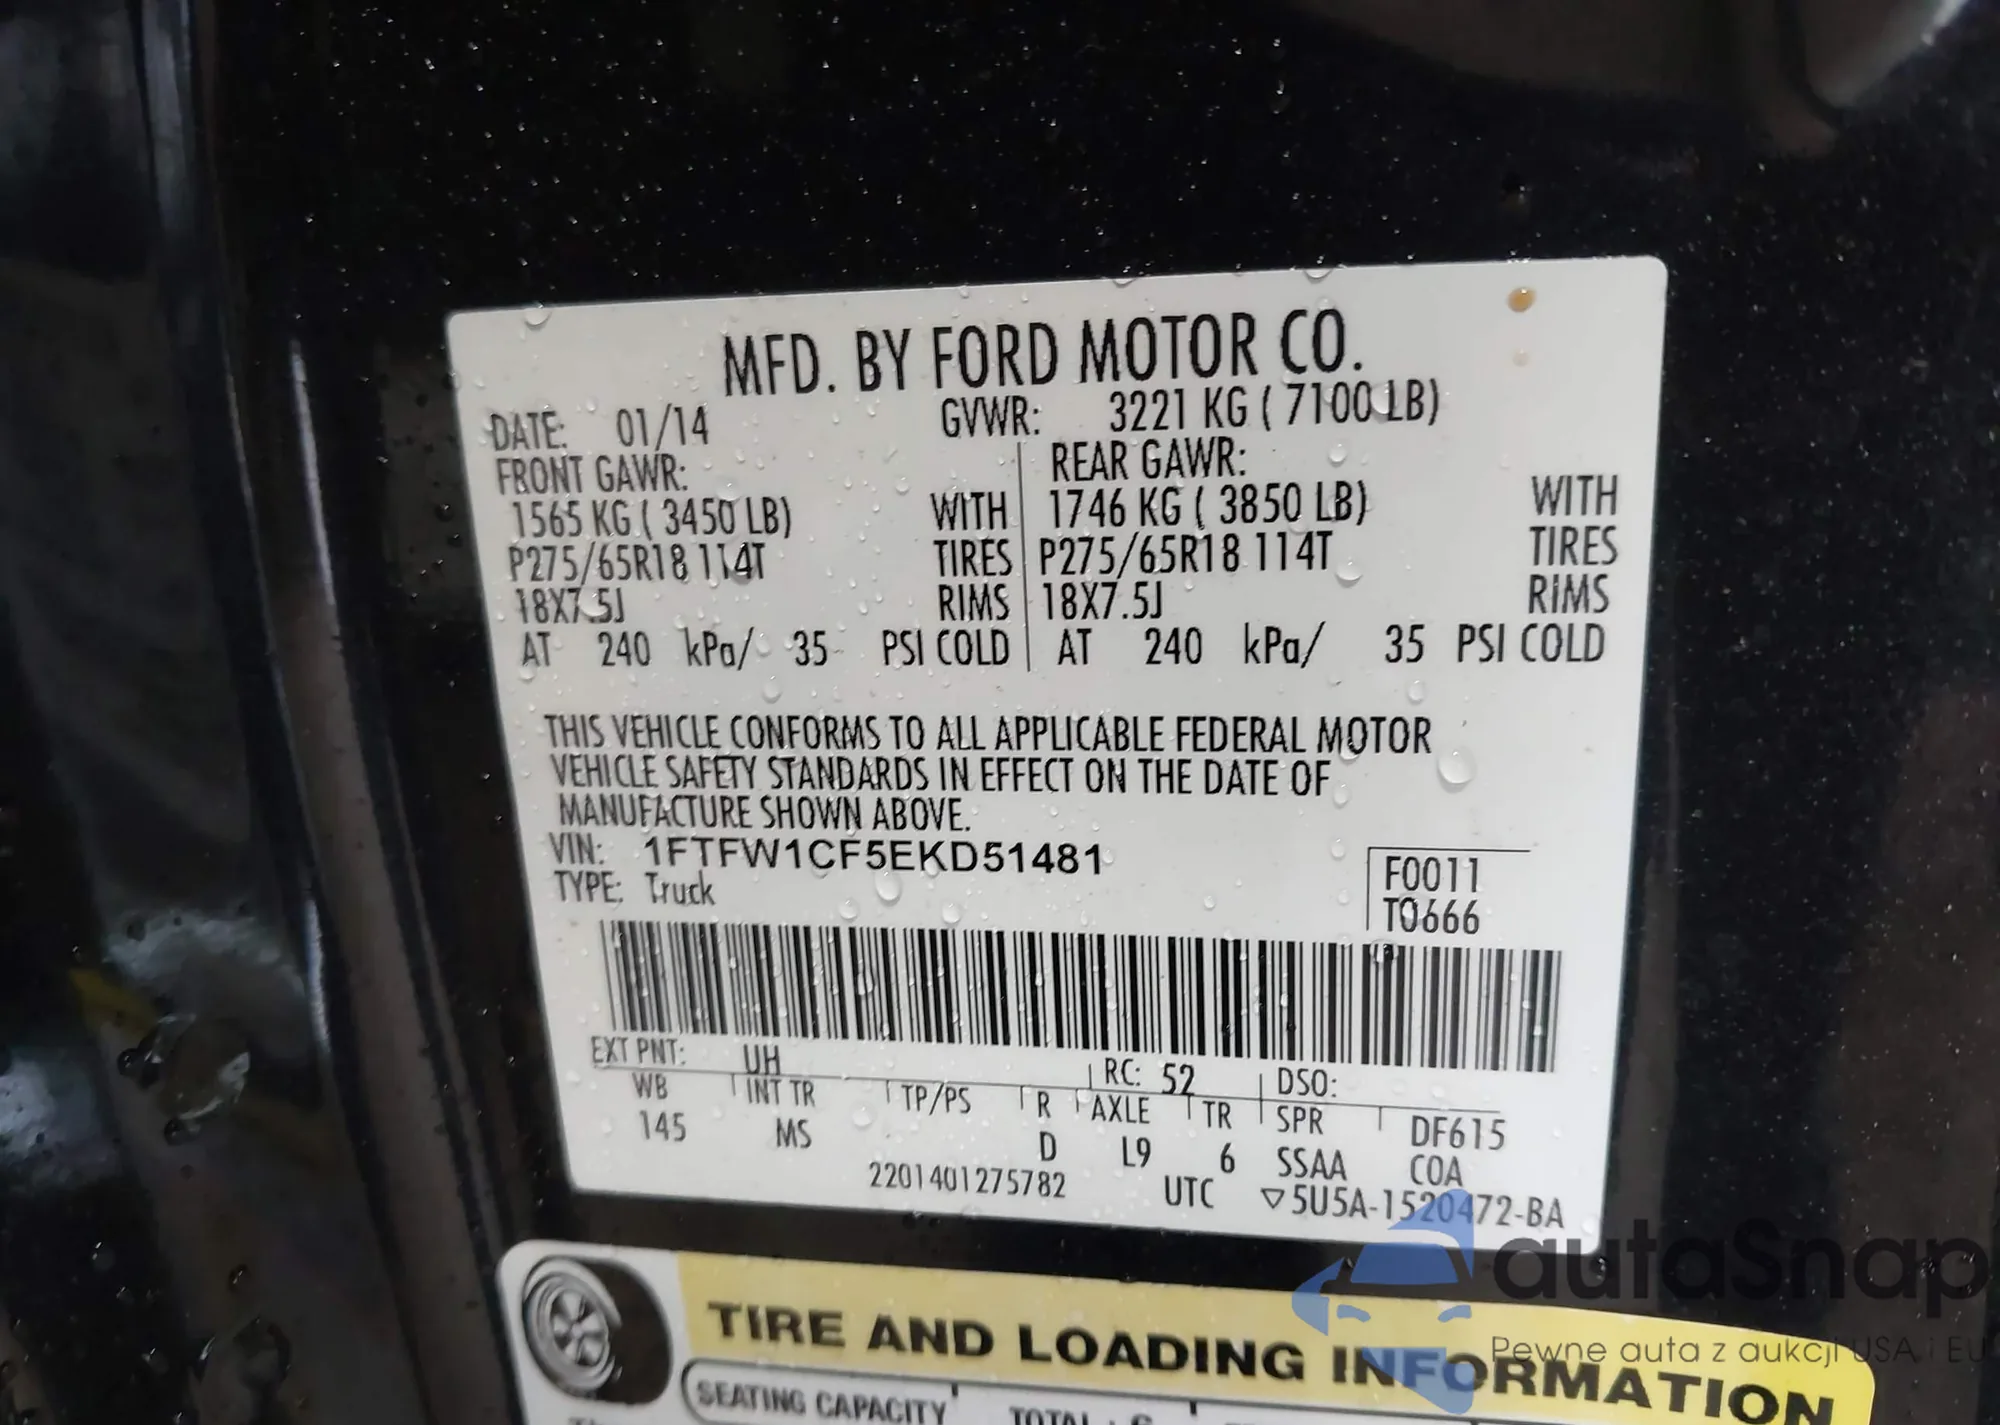 MFD. BY FORD MOTOR CO.
DATE: 01/14 GVWR: 3221 KG ( 7100 LB)
FRONT GAWR: REAR GAWR:
1565 KG ( 3450 LB) WITH 1746 KG ( 3850 LB) WITH
P275/65R18 114T TIRES P275/65R18 114T TIRES
18X7.5J RIMS 18X7.5J RIMS
AT 240 kPa/ 35 PSI COLD AT 240 kPa/ 35 PSI COLD
THIS VEHICLE CONFORMS TO ALL APPLICABLE FEDERAL MOTOR
VEHICLE SAFETY STANDARDS IN EFFECT ON THE DATE OF
MANUFACTURE SHOWN ABOVE.
VIN: 1FTFW1CF5EKD51481
TYPE: Truck
F0011
T0666
EXT PNT: UH RC: 52 DSO:
WB INT TR TP/PS R AXLE TR SPR DF615
145 MS D L9 6 SSAA COA
2201401275782 UTC ▽5U5A-1520472-BA
autaSnap
Pewne auta z aukcji USA i EU
TIRE AND LOADING INFORMATION
SEATING CAPACITY